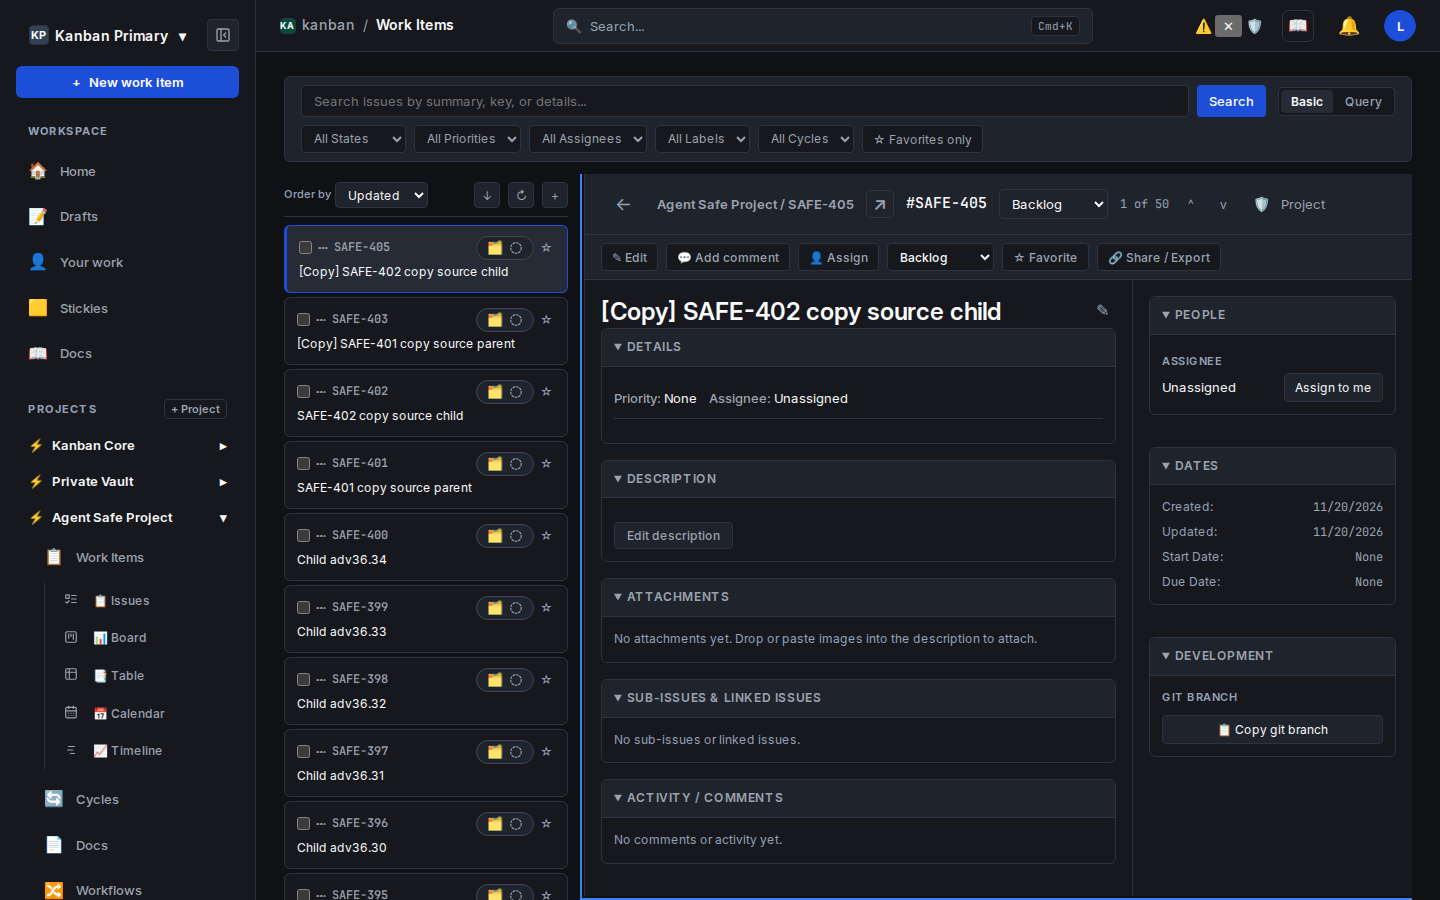 KP Kanban Primary ▼
+ New work item
WORKSPACE
Home
Drafts
Your work
Stickies
Docs
PROJECTS
+ Project
Kanban Core
Private Vault
Agent Safe Project
Work Items
Issues
Board
Table
Calendar
Timeline
Cycles
Docs
Workflows
KA kanban / Work Items
Search...
Cmd+K
L
Search issues by summary, key, or details...
Search
Basic
Query
All States
All Priorities
All Assignees
All Labels
All Cycles
☆ Favorites only
Order by Updated
--- SAFE-405
[Copy] SAFE-402 copy source child
--- SAFE-403
[Copy] SAFE-401 copy source parent
--- SAFE-402
SAFE-402 copy source child
--- SAFE-401
SAFE-401 copy source parent
--- SAFE-400
Child adv36.34
--- SAFE-399
Child adv36.33
--- SAFE-398
Child adv36.32
--- SAFE-397
Child adv36.31
--- SAFE-396
Child adv36.30
--- SAFE-395
← Agent Safe Project / SAFE-405
#SAFE-405
Backlog
1 of 50
^ v
Project
✎ Edit
Add comment
Assign
Backlog
☆ Favorite
Share / Export
[Copy] SAFE-402 copy source child
▼ DETAILS
Priority: None Assignee: Unassigned
▼ DESCRIPTION
Edit description
▼ ATTACHMENTS
No attachments yet. Drop or paste images into the description to attach.
▼ SUB-ISSUES & LINKED ISSUES
No sub-issues or linked issues.
▼ ACTIVITY / COMMENTS
No comments or activity yet.
▼ PEOPLE
ASSIGNEE
Unassigned
Assign to me
▼ DATES
Created: 11/20/2026
Updated: 11/20/2026
Start Date: None
Due Date: None
▼ DEVELOPMENT
GIT BRANCH
Copy git branch